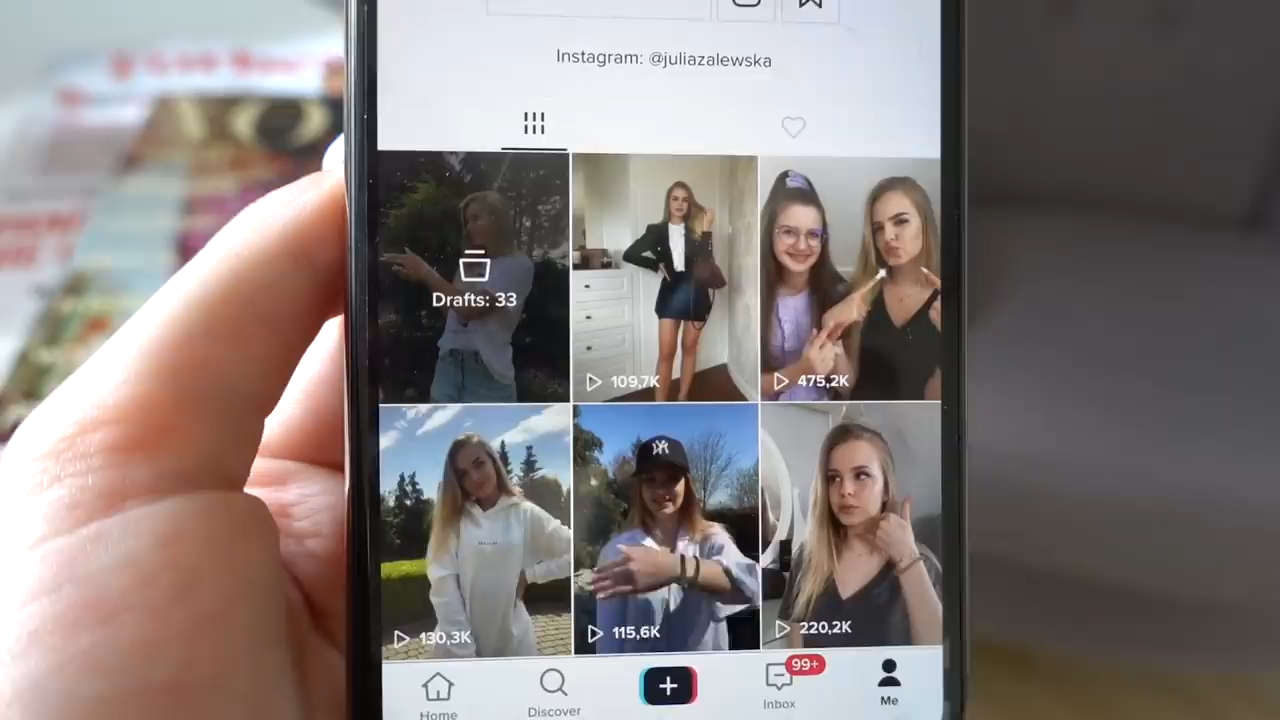 Instagram: @juliazalewska
Drafts: 33
109,7K
475,2K
130,3K
115,6K
220,2K
99+
Home
Discover
Inbox
Me